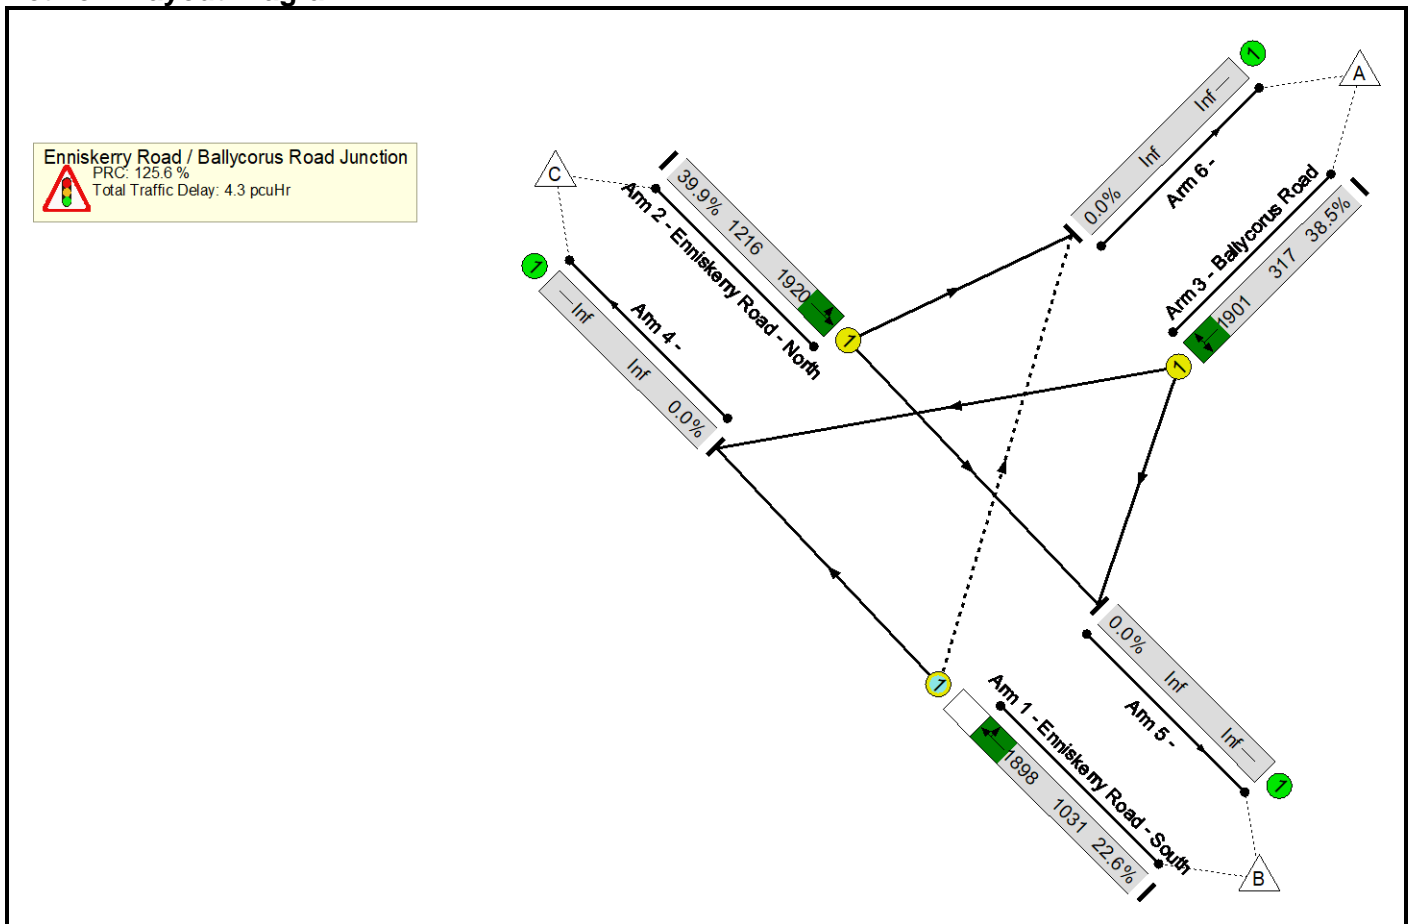 Enniskerry Road / Ballycorus Road Junction
PRC: 125.6 %
Total Traffic Delay: 4.3 pcuHr
C
1
39.9% 1216 1920
Arm 2 - Enniskerry Road - North
1
Inf Inf 0.0%
Arm 4 -
1
0.0% Inf Inf
Arm 6 -
A
Arm 3 - Ballycorus Road
1901 317 38.5%
1
1
1898 1031 22.6%
Arm 1 - Enniskerry Road - South
0.0% Inf Inf
Arm 5 -
1
B